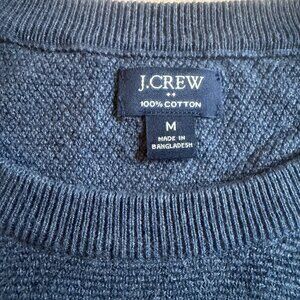 J.CREW
100% COTTON
M
MADE IN
BANGLADESH